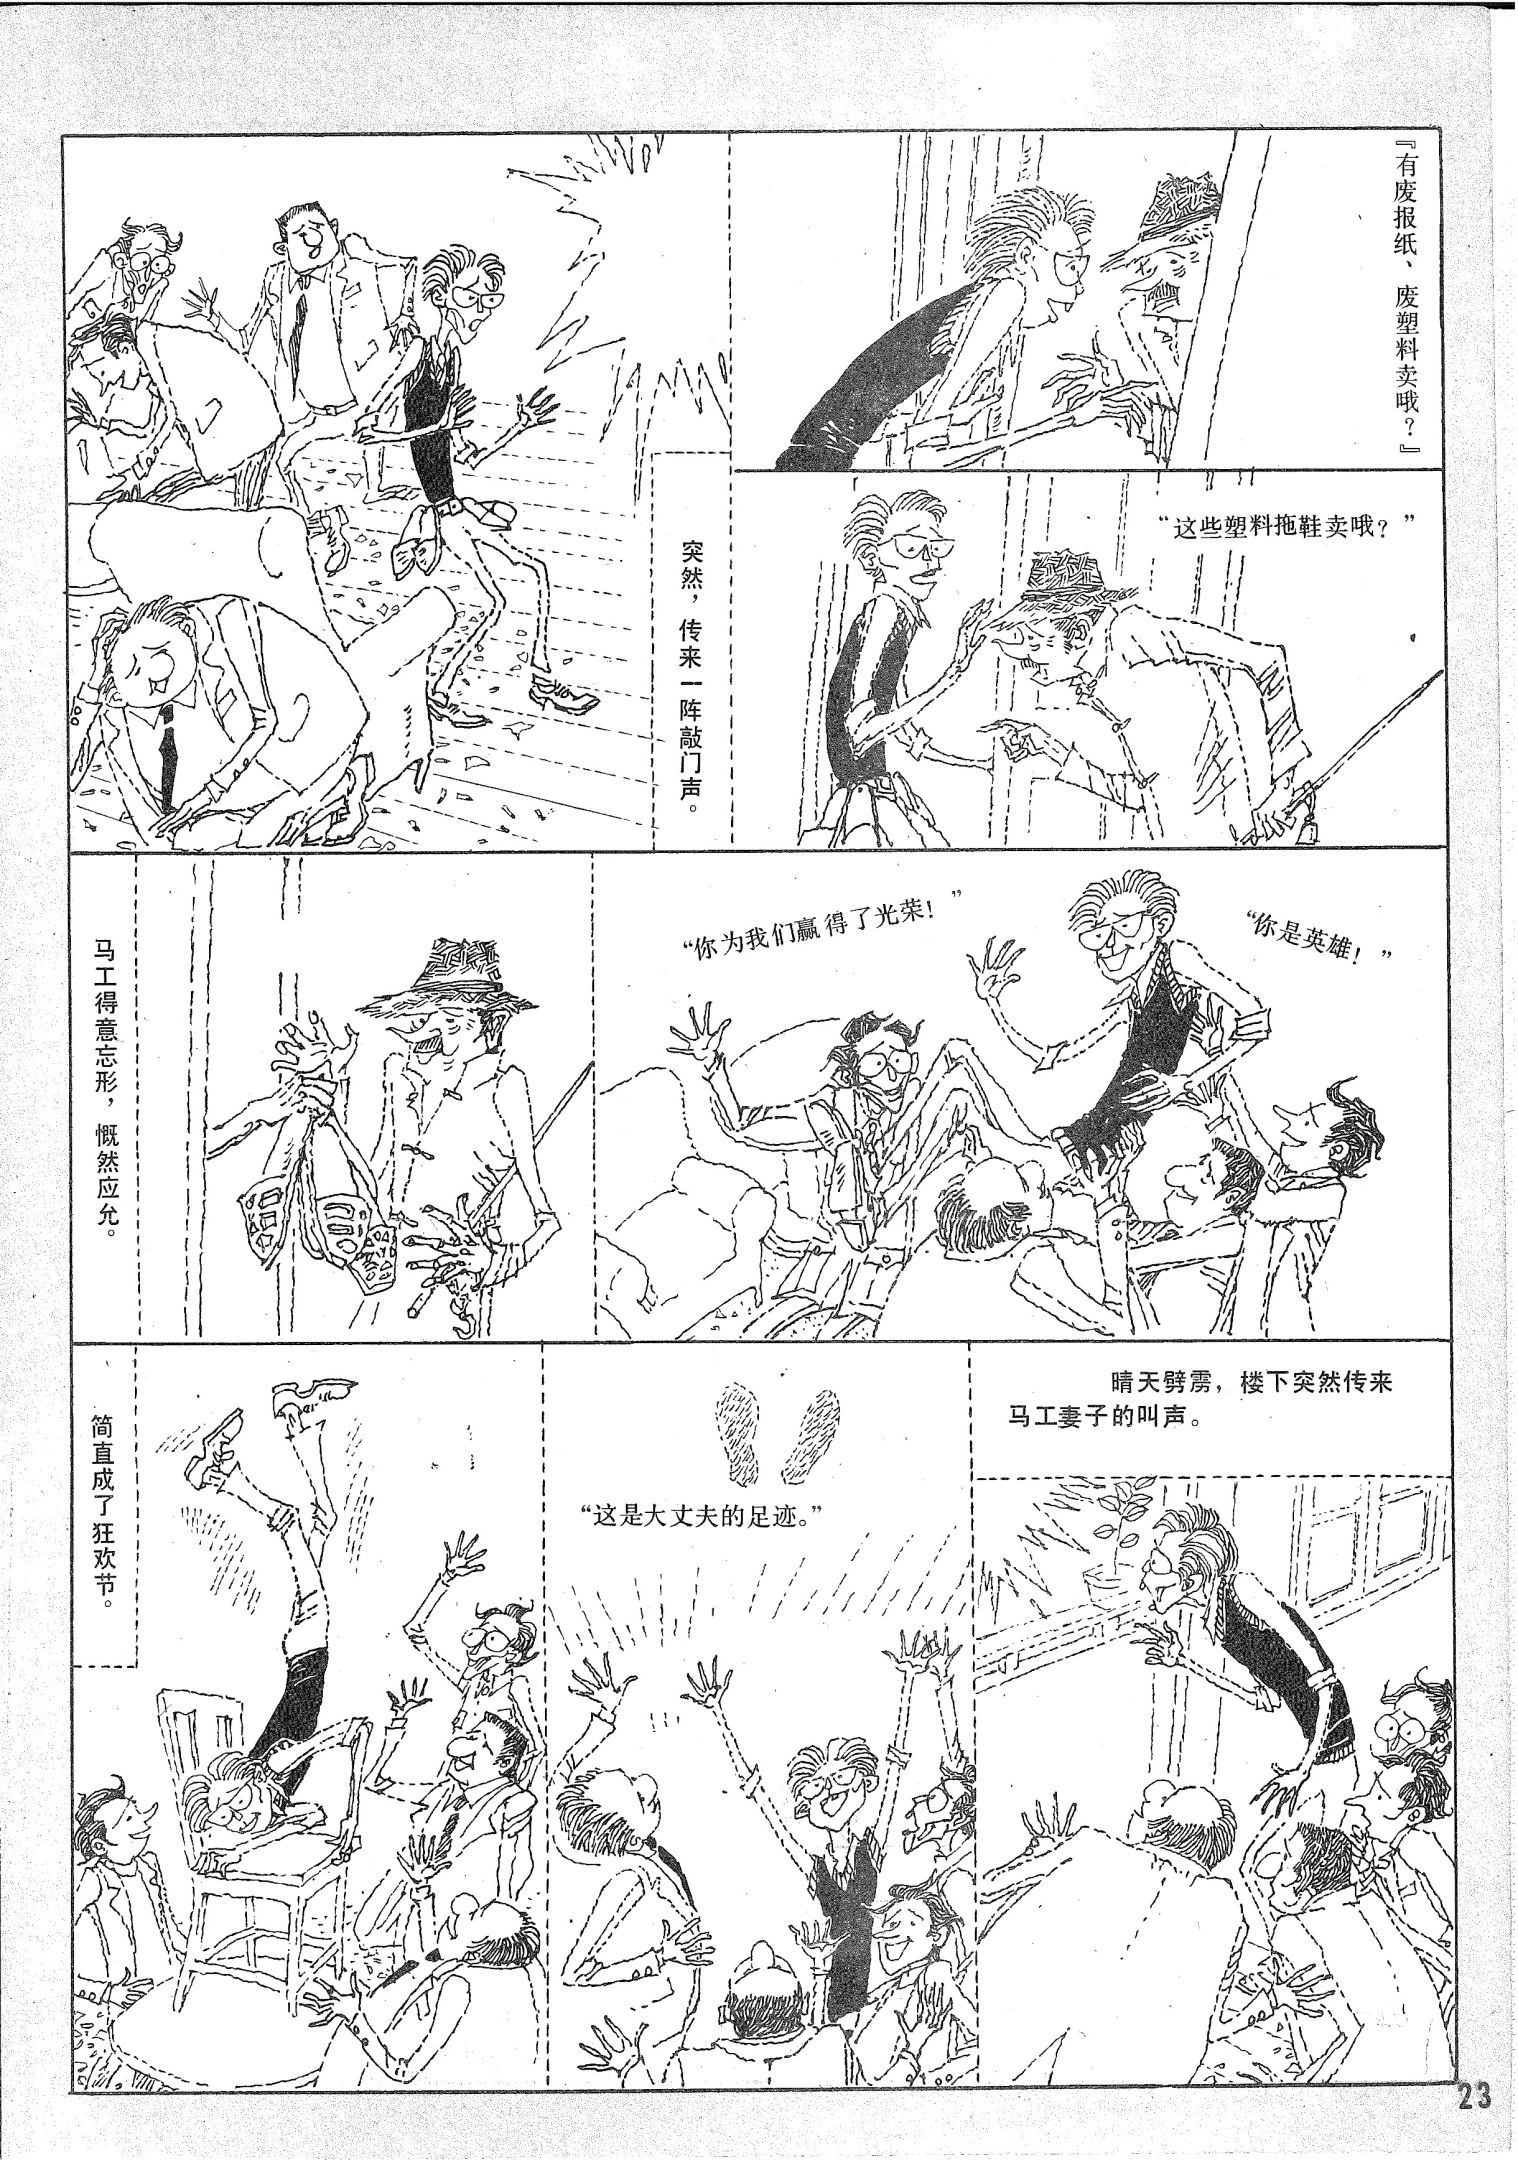 突然，传来一阵敲门声。
『有废报纸、废塑料卖哦？』
“这些塑料拖鞋卖哦？”
马工得意忘形，慨然应允。
“你为我们赢得了光荣！”
“你是英雄！”
简直成了狂欢节。
“这是大丈夫的足迹。”
晴天劈雳，楼下突然传来
马工妻子的叫声。
23